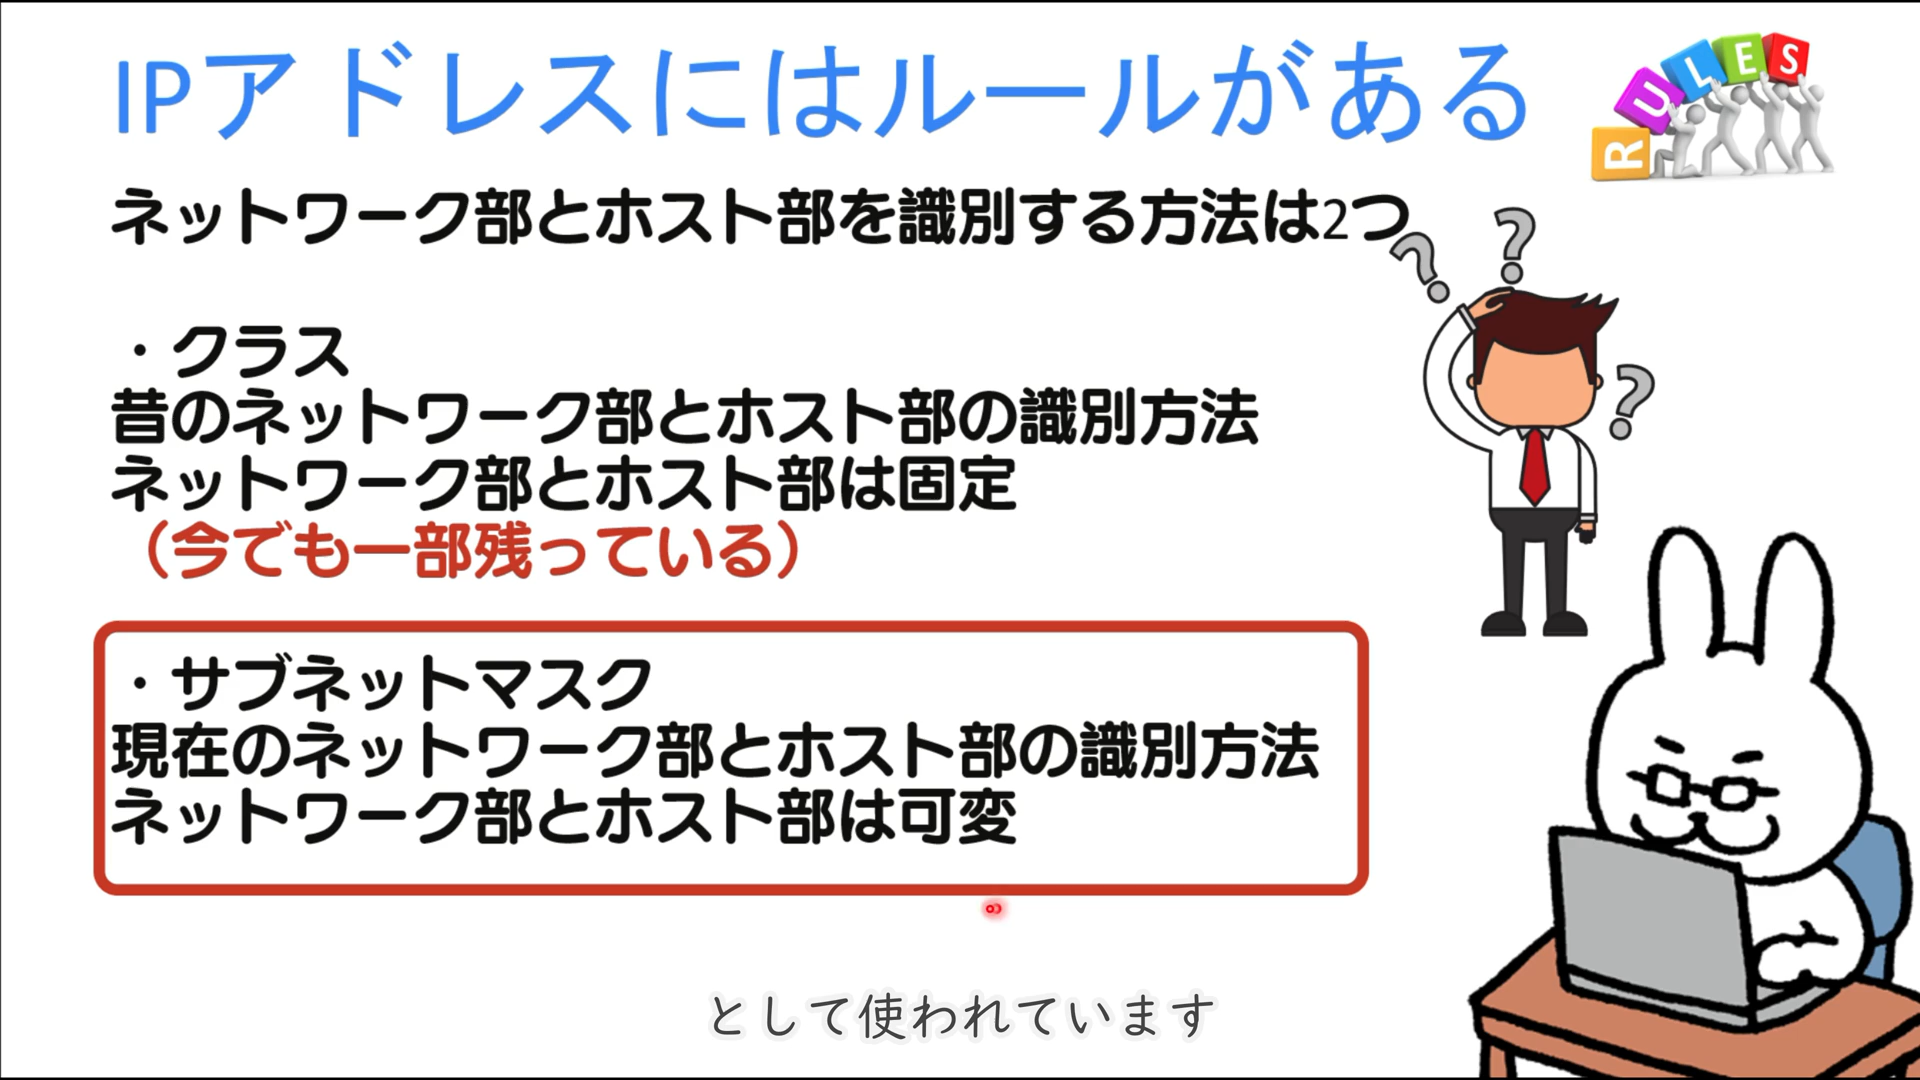 IPアドレスにはルールがある
RULES
ネットワーク部とホスト部を識別する方法は2つ
・クラス
昔のネットワーク部とホスト部の識別方法
ネットワーク部とホスト部は固定
（今でも一部残っている）
・サブネットマスク
現在のネットワーク部とホスト部の識別方法
ネットワーク部とホスト部は可変
として使われています